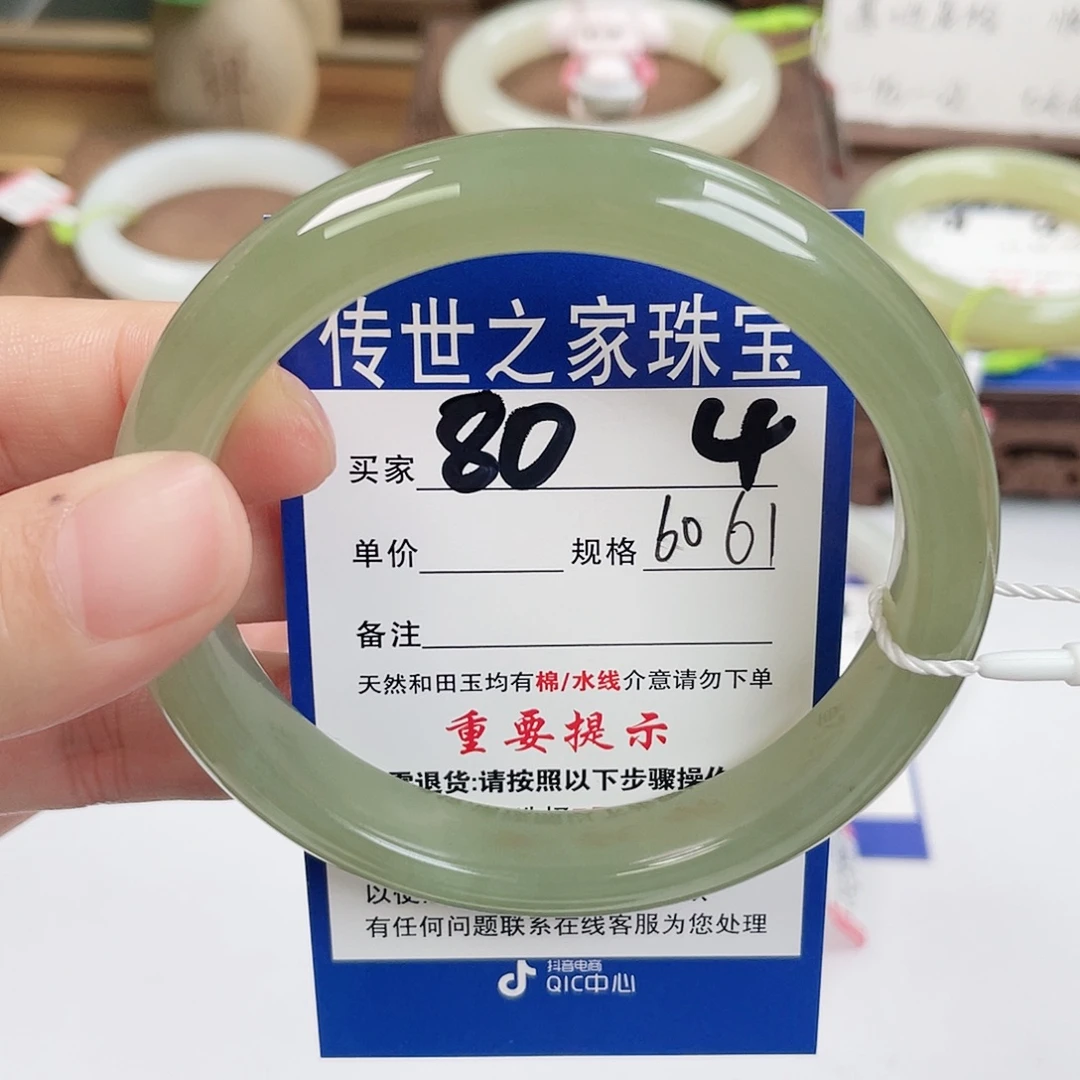 传世之家珠宝
买家 80 4
单价 规格 60 61
备注
天然和田玉均有棉/水线介意请勿下单
重要提示
退货:请按照以下步骤操作
有任何问题联系在线客服为您处理
抖音电商
QIC中心